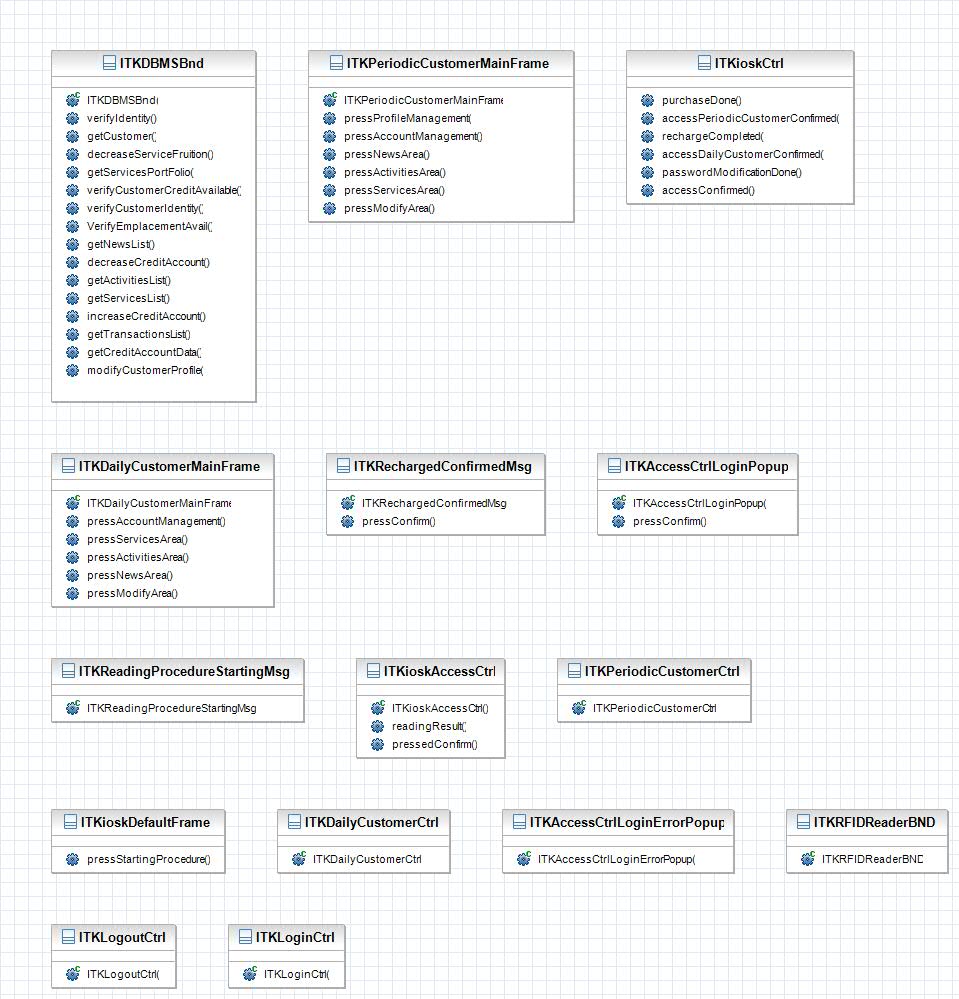 ITKDBMSBnd
ITKDBMSBnd(
verifyIdentity()
getCustomer(
decreaseServiceFruition()
getServicesPortFolio(
verifyCustomerCreditAvailable(
verifyCustomerIdentity(
VerifyEmplacementAvail(
getNewsList()
decreaseCreditAccount()
getActivitiesList()
getServicesList()
increaseCreditAccount()
getTransactionsList()
getCreditAccountData(
modifyCustomerProfile(
ITKPeriodicCustomerMainFrame
ITKPeriodicCustomerMainFrame
pressProfileManagement(
pressAccountManagement()
pressNewsArea()
pressActivitiesArea()
pressServicesArea()
pressModifyArea()
ITKioskCtrl
purchaseDone()
accessPeriodicCustomerConfirmed(
rechargeCompleted(
accessDailyCustomerConfirmed(
passwordModificationDone()
accessConfirmed()
ITKDailyCustomerMainFrame
ITKDailyCustomerMainFrame
pressAccountManagement()
pressServicesArea()
pressActivitiesArea()
pressNewsArea()
pressModifyArea()
ITKRechargedConfirmedMsg
ITKRechargedConfirmedMsg
pressConfirm()
ITKAccessCtrlLoginPopup
ITKAccessCtrlLoginPopup(
pressConfirm()
ITKReadingProcedureStartingMsg
ITKReadingProcedureStartingMsg
ITKioskAccessCtrl
ITKioskAccessCtrl()
readingResult(
pressedConfirm()
ITKPeriodicCustomerCtrl
ITKPeriodicCustomerCtrl
ITKioskDefaultFrame
pressStartingProcedure()
ITKDailyCustomerCtrl
ITKDailyCustomerCtrl
ITKAccessCtrlLoginErrorPopup
ITKAccessCtrlLoginErrorPopup(
ITKRFIDReaderBND
ITKRFIDReaderBND
ITKLogoutCtrl
ITKLogoutCtrl(
ITKLoginCtrl
ITKLoginCtrl(